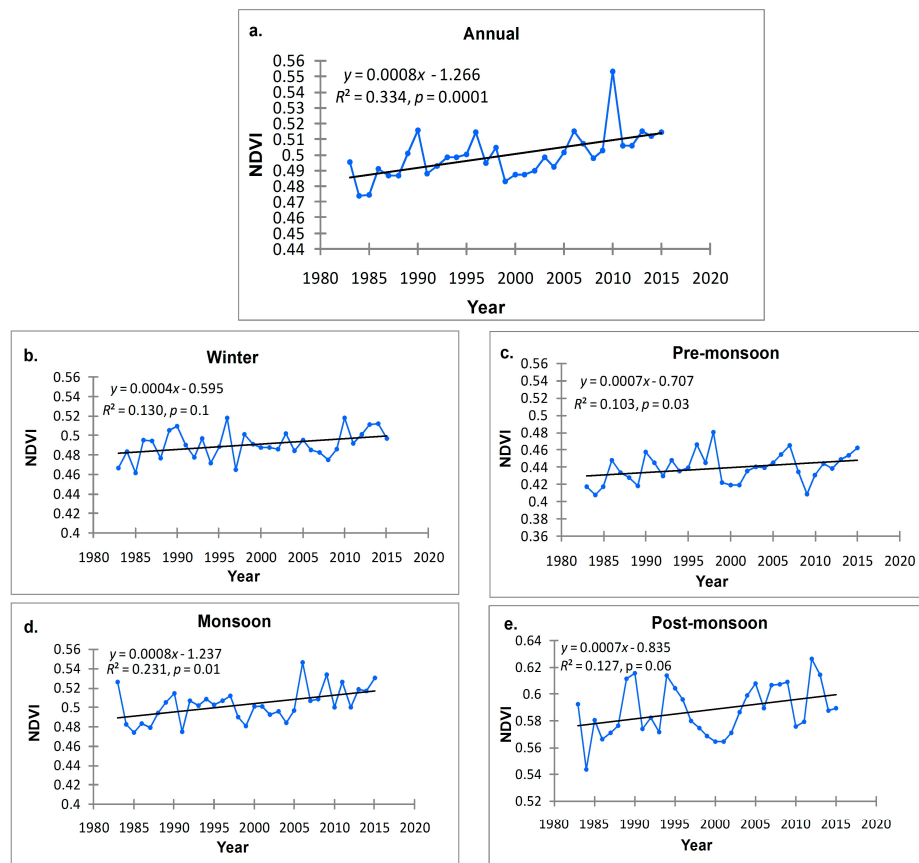 a.
Annual
y = 0.0008x - 1.266
R² = 0.334, p = 0.0001
NDVI
0.56
0.55
0.54
0.53
0.52
0.51
0.5
0.49
0.48
0.47
0.46
0.45
0.44
1980 1985 1990 1995 2000 2005 2010 2015 2020
Year
b.
Winter
y = 0.0004x - 0.595
R² = 0.130, p = 0.1
NDVI
0.56
0.54
0.52
0.5
0.48
0.46
0.44
0.42
0.4
1980 1985 1990 1995 2000 2005 2010 2015 2020
Year
c.
Pre-monsoon
y = 0.0007x - 0.707
R² = 0.103, p = 0.03
NDVI
0.56
0.54
0.52
0.5
0.48
0.46
0.44
0.42
0.4
0.38
0.36
1980 1985 1990 1995 2000 2005 2010 2015 2020
Year
d.
Monsoon
y = 0.0008x - 1.237
R² = 0.231, p = 0.01
NDVI
0.56
0.54
0.52
0.5
0.48
0.46
0.44
0.42
0.4
1980 1985 1990 1995 2000 2005 2010 2015 2020
Year
e.
Post-monsoon
y = 0.0007x - 0.835
R² = 0.127, p = 0.06
NDVI
0.64
0.62
0.6
0.58
0.56
0.54
0.52
1980 1985 1990 1995 2000 2005 2010 2015 2020
Year